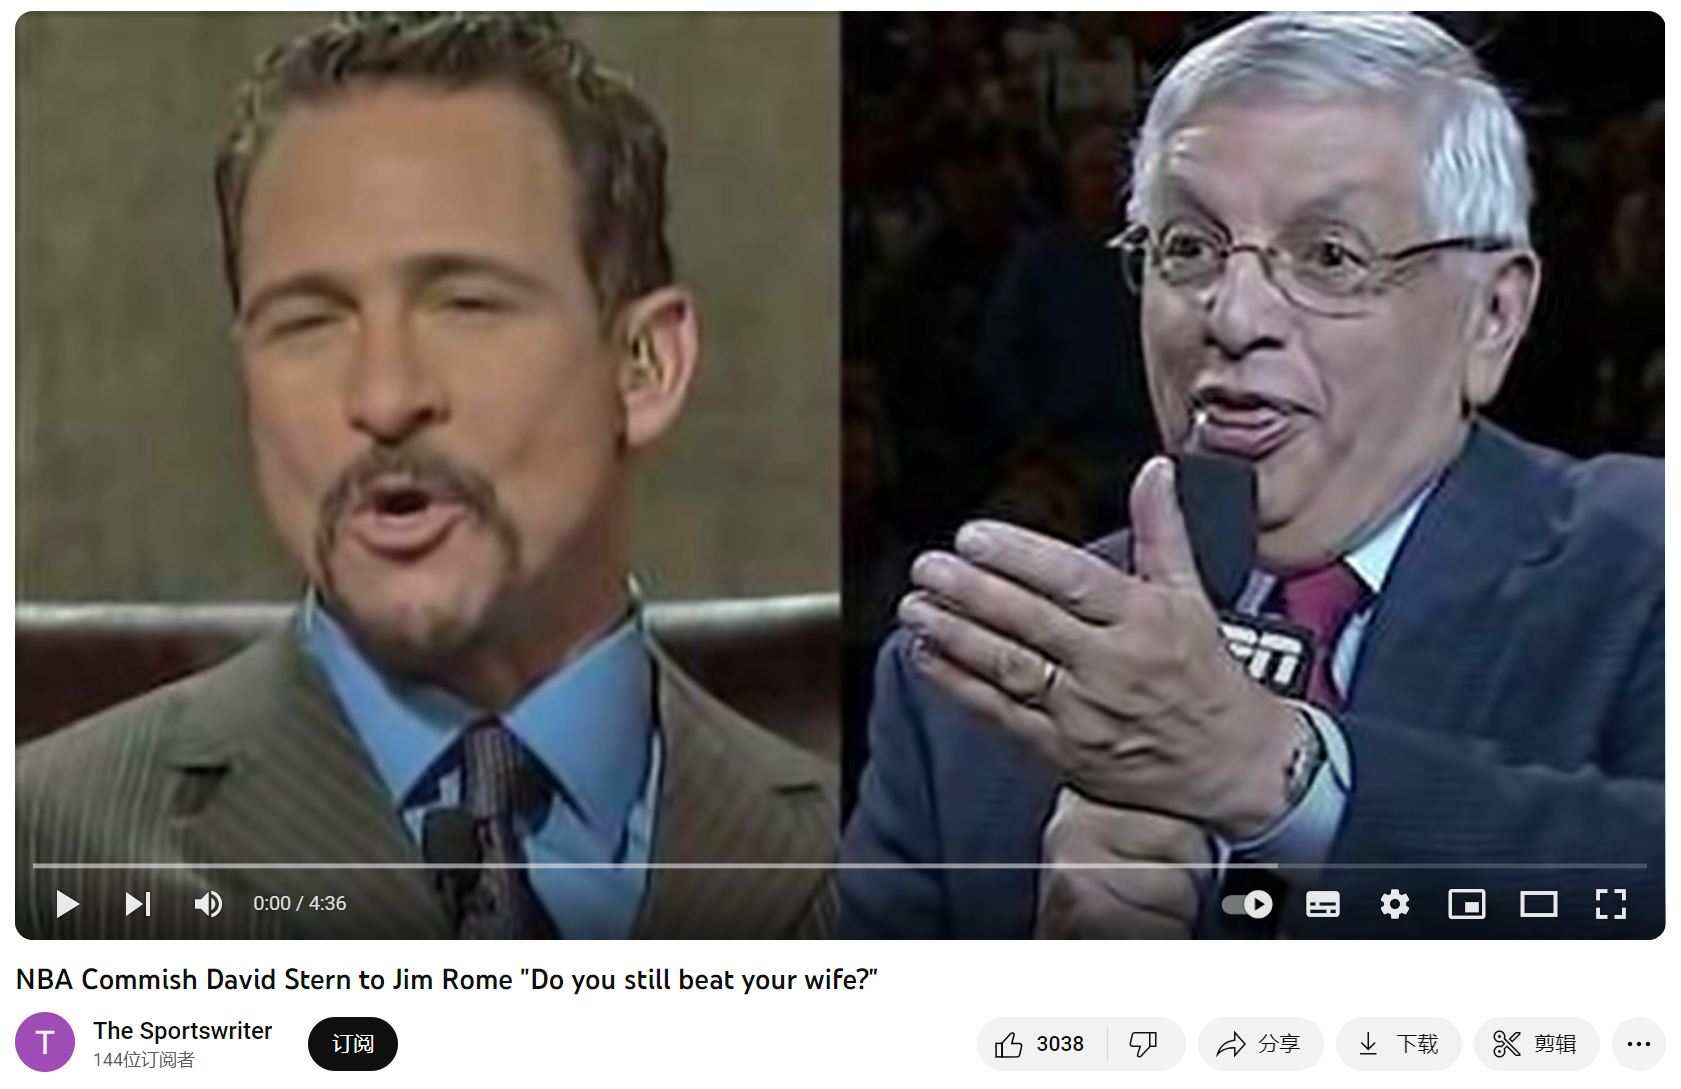 0:00 / 4:36
NBA Commish David Stern to Jim Rome "Do you still beat your wife?"
T
The Sportswriter
144位订阅者
订阅
3038
分享
下载
剪辑